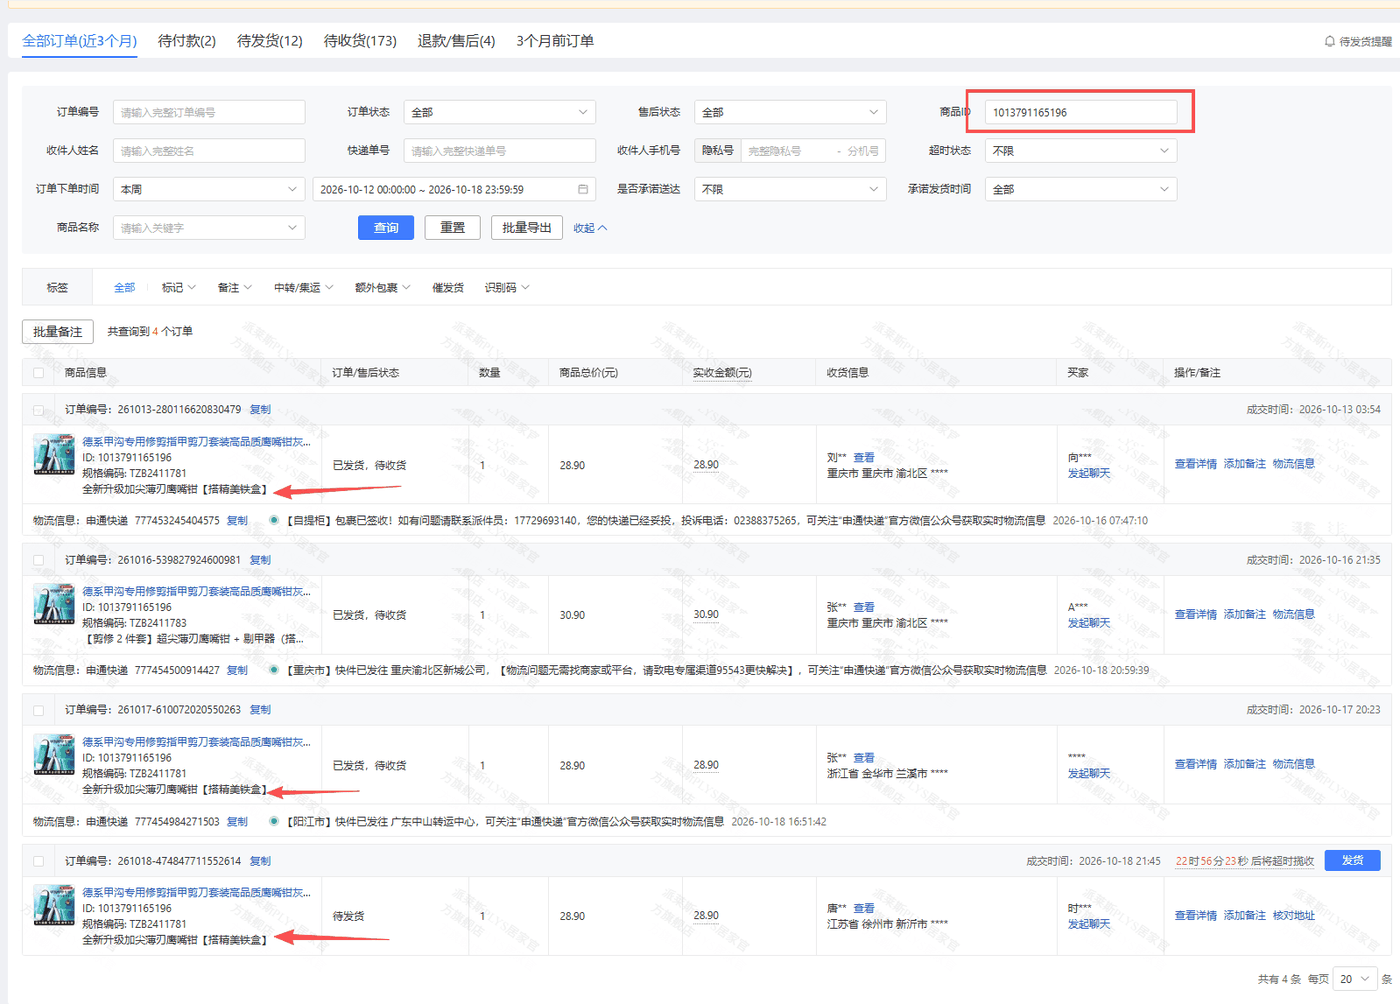 全部订单(近3个月) 待付款(2) 待发货(12) 待收货(173) 退款/售后(4) 3个月前订单 待发货提醒
订单编号 请输入完整订单编号 订单状态 全部 售后状态 全部 商品ID 1013791165196
收件人姓名 请输入完整姓名 快递单号 请输入完整快递单号 收件人手机号 隐私号 完整隐私号 - 分机号 超时状态 不限
订单下单时间 本周 2026-10-12 00:00:00 ~ 2026-10-18 23:59:59 是否承诺送达 不限 承诺发货时间 全部
商品名称 请输入关键字 查询 重置 批量导出 收起
标签 全部 标记 备注 中转/集运 额外包裹 催发货 识别码
批量备注 共查询到 4 个订单
商品信息 订单/售后状态 数量 商品总价(元) 实收金额(元) 收货信息 买家 操作/备注
订单编号：261013-280116620830479 复制 成交时间：2026-10-13 03:54
德系甲沟专用修剪指甲剪刀套装高品质鹰嘴钳灰...
ID: 1013791165196
规格编码: TZB2411781
全新升级加尖薄刃鹰嘴钳【搭精美铁盒】
已发货，待收货 1 28.90 28.90
刘** 查看
重庆市 重庆市 渝北区 ****
向***
发起聊天
查看详情 添加备注 物流信息
物流信息：申通快递 777453245404575 复制 【自提柜】包裹已签收！如有问题请联系派件员：17729693140，您的快递已经妥投，投诉电话：02388375265，可关注“申通快递”官方微信公众号获取实时物流信息 2026-10-16 07:47:10
订单编号：261016-539827924600981 复制 成交时间：2026-10-16 21:35
德系甲沟专用修剪指甲剪刀套装高品质鹰嘴钳灰...
ID: 1013791165196
规格编码: TZB2411783
【剪修 2 件套】超尖薄刃鹰嘴钳 + 剔甲器（搭...
已发货，待收货 1 30.90 30.90
张** 查看
重庆市 重庆市 渝北区 ****
A***
发起聊天
查看详情 添加备注 物流信息
物流信息：申通快递 777454500914427 复制 【重庆市】快件已发往 重庆渝北区新城公司，【物流问题无需找商家或平台，请致电专属渠道95543更快解决】，可关注“申通快递”官方微信公众号获取实时物流信息 2026-10-18 20:59:39
订单编号：261017-610072020550263 复制 成交时间：2026-10-17 20:23
德系甲沟专用修剪指甲剪刀套装高品质鹰嘴钳灰...
ID: 1013791165196
规格编码: TZB2411781
全新升级加尖薄刃鹰嘴钳【搭精美铁盒】
已发货，待收货 1 28.90 28.90
张** 查看
浙江省 金华市 兰溪市 ****
****
发起聊天
查看详情 添加备注 物流信息
物流信息：申通快递 777454984271503 复制 【阳江市】快件已发往 广东中山转运中心，可关注“申通快递”官方微信公众号获取实时物流信息 2026-10-18 16:51:42
订单编号：261018-474847711552614 复制 成交时间：2026-10-18 21:45 22时56分23秒 后将超时揽收 发货
德系甲沟专用修剪指甲剪刀套装高品质鹰嘴钳灰...
ID: 1013791165196
规格编码: TZB2411781
全新升级加尖薄刃鹰嘴钳【搭精美铁盒】
待发货 1 28.90 28.90
唐** 查看
江苏省 徐州市 新沂市 ****
时***
发起聊天
查看详情 添加备注 核对地址
共有 4 条 每页 20 条